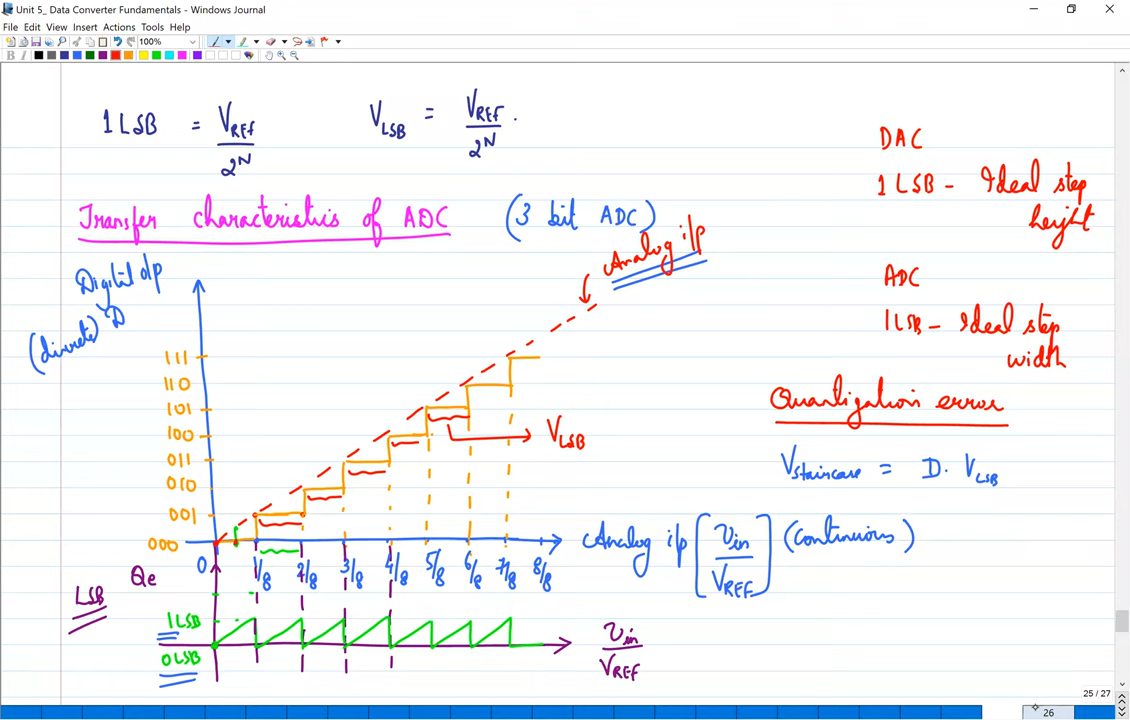 Unit 5_ Data Converter Fundamentals - Windows Journal
File Edit View Insert Actions Tools Help
100%
B I
1 LSB = VREF / 2^N
VLSB = VREF / 2^N .
DAC
1 LSB - Ideal step height
Transfer characteristics of ADC (3 bit ADC)
Analog i/p
Digital o/p
(discrete) D
ADC
1 LSB - Ideal step width
111
110
101
100
011
010
001
000
VLSB
Quantization error
Vstaircase = D. VLSB
Analog i/p [ Vin / VREF ] (continuous)
0 1/8 2/8 3/8 4/8 5/8 6/8 7/8 8/8
Qe
LSB
1LSB
0LSB
Vin / VREF
25 / 27
26